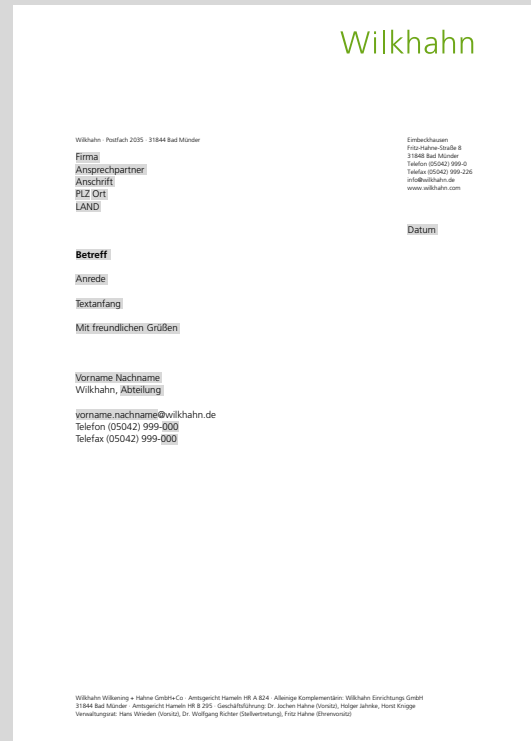 Wilkhahn
Wilkhahn · Postfach 2035 · 31844 Bad Münder
Eimbeckhausen
Fritz-Hahne-Straße 8
31848 Bad Münder
Telefon (05042) 999-0
Telefax (05042) 999-226
info@wilkhahn.de
www.wilkhahn.com
Firma
Ansprechpartner
Anschrift
PLZ Ort
LAND
Datum
Betreff
Anrede
Textanfang
Mit freundlichen Grüßen
Vorname Nachname
Wilkhahn, Abteilung
vorname.nachname@wilkhahn.de
Telefon (05042) 999-000
Telefax (05042) 999-000
Wilkhahn Wilkening + Hahne GmbH+Co · Amtsgericht Hameln HR A 824 · Alleinige Komplementärin: Wilkhahn Einrichtungs GmbH
31844 Bad Münder · Amtsgericht Hameln HR B 295 · Geschäftsführung: Dr. Jochen Hahne (Vorsitz), Holger Jahnke, Horst Knigge
Verwaltungsrat: Hans Wrieden (Vorsitz), Dr. Wolfgang Richter (Stellvertretung), Fritz Hahne (Ehrenvorsitz)